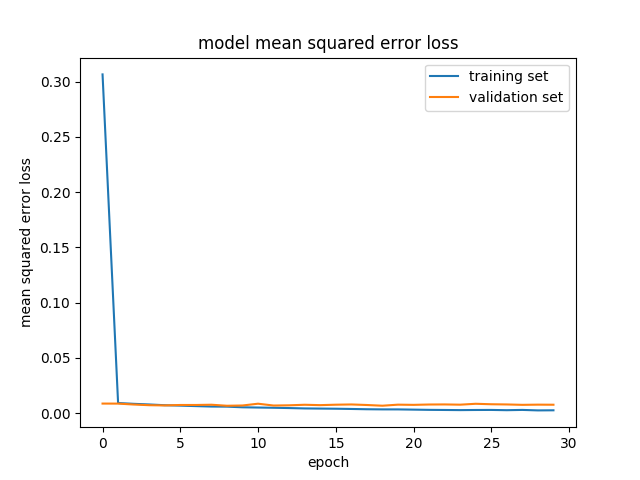 model mean squared error loss
training set
validation set
0.30
0.25
0.20
0.15
0.10
0.05
0.00
mean squared error loss
0 5 10 15 20 25 30
epoch